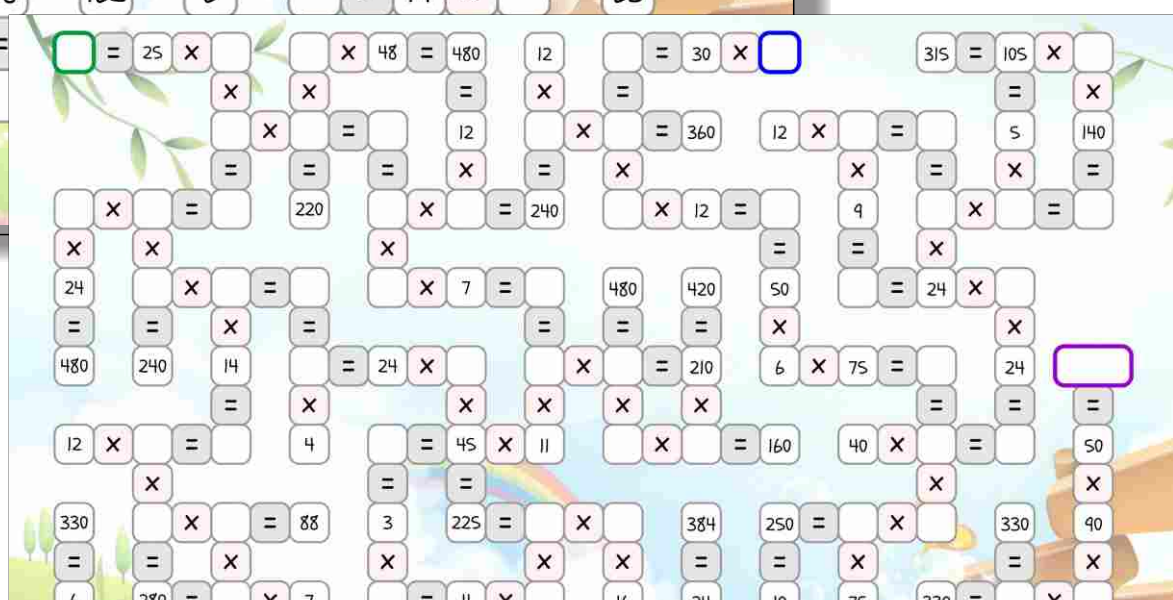 = 25 × × 48 = 480 12 = 30 × 315 = 105 ×
× × = × = = ×
× = 12 × = 360 12 × = 5 140
= = = × = × × = × =
× = 220 × = 240 × 12 = 9 × =
× × × = = ×
24 × = × 7 = 480 420 50 = 24 ×
= = × = = = = × ×
480 240 14 = 24 × × = 210 6 × 75 = 24
= × × × × × = = =
12 × = 4 = 45 × 11 × = 160 40 × = 50
× = = × ×
330 × = 88 3 225 = × 384 250 = × 330 90
= = × × × × = = × = ×